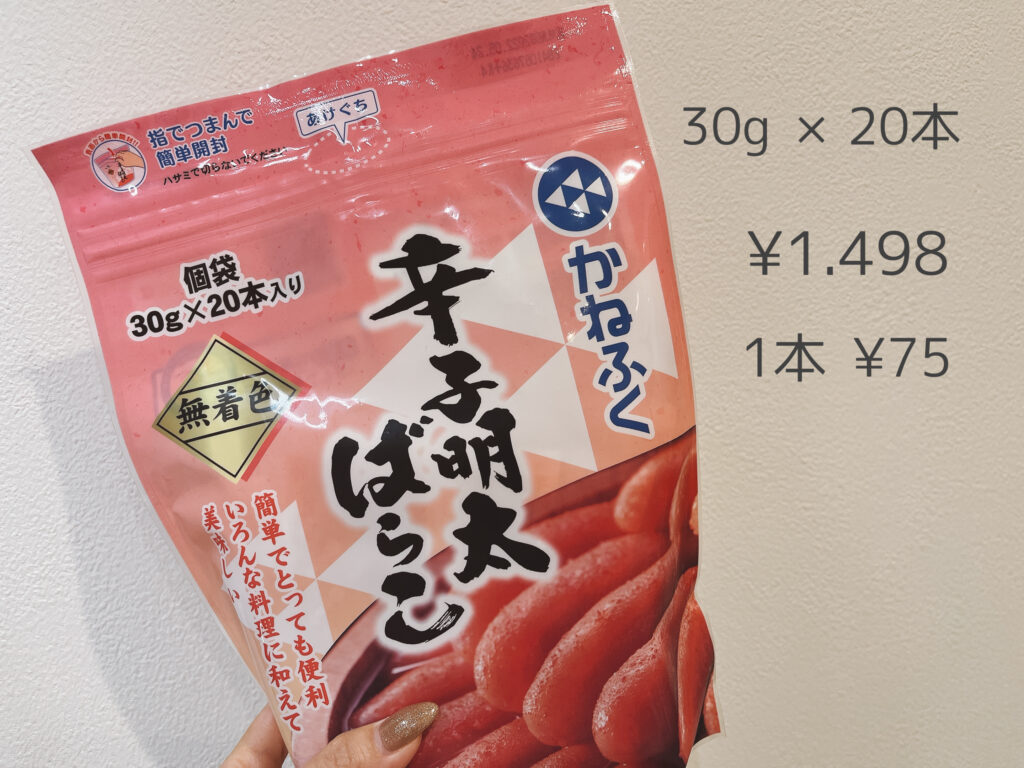 指でつまんで
簡単開封
ハサミで切らないでください
あけぐち
かねふく
個袋
30g×20本入り
無着色
辛子明太
ばらこ
簡単でとっても便利
いろんな料理に和えて
美味しい
30g × 20本
¥1.498
1本 ¥75